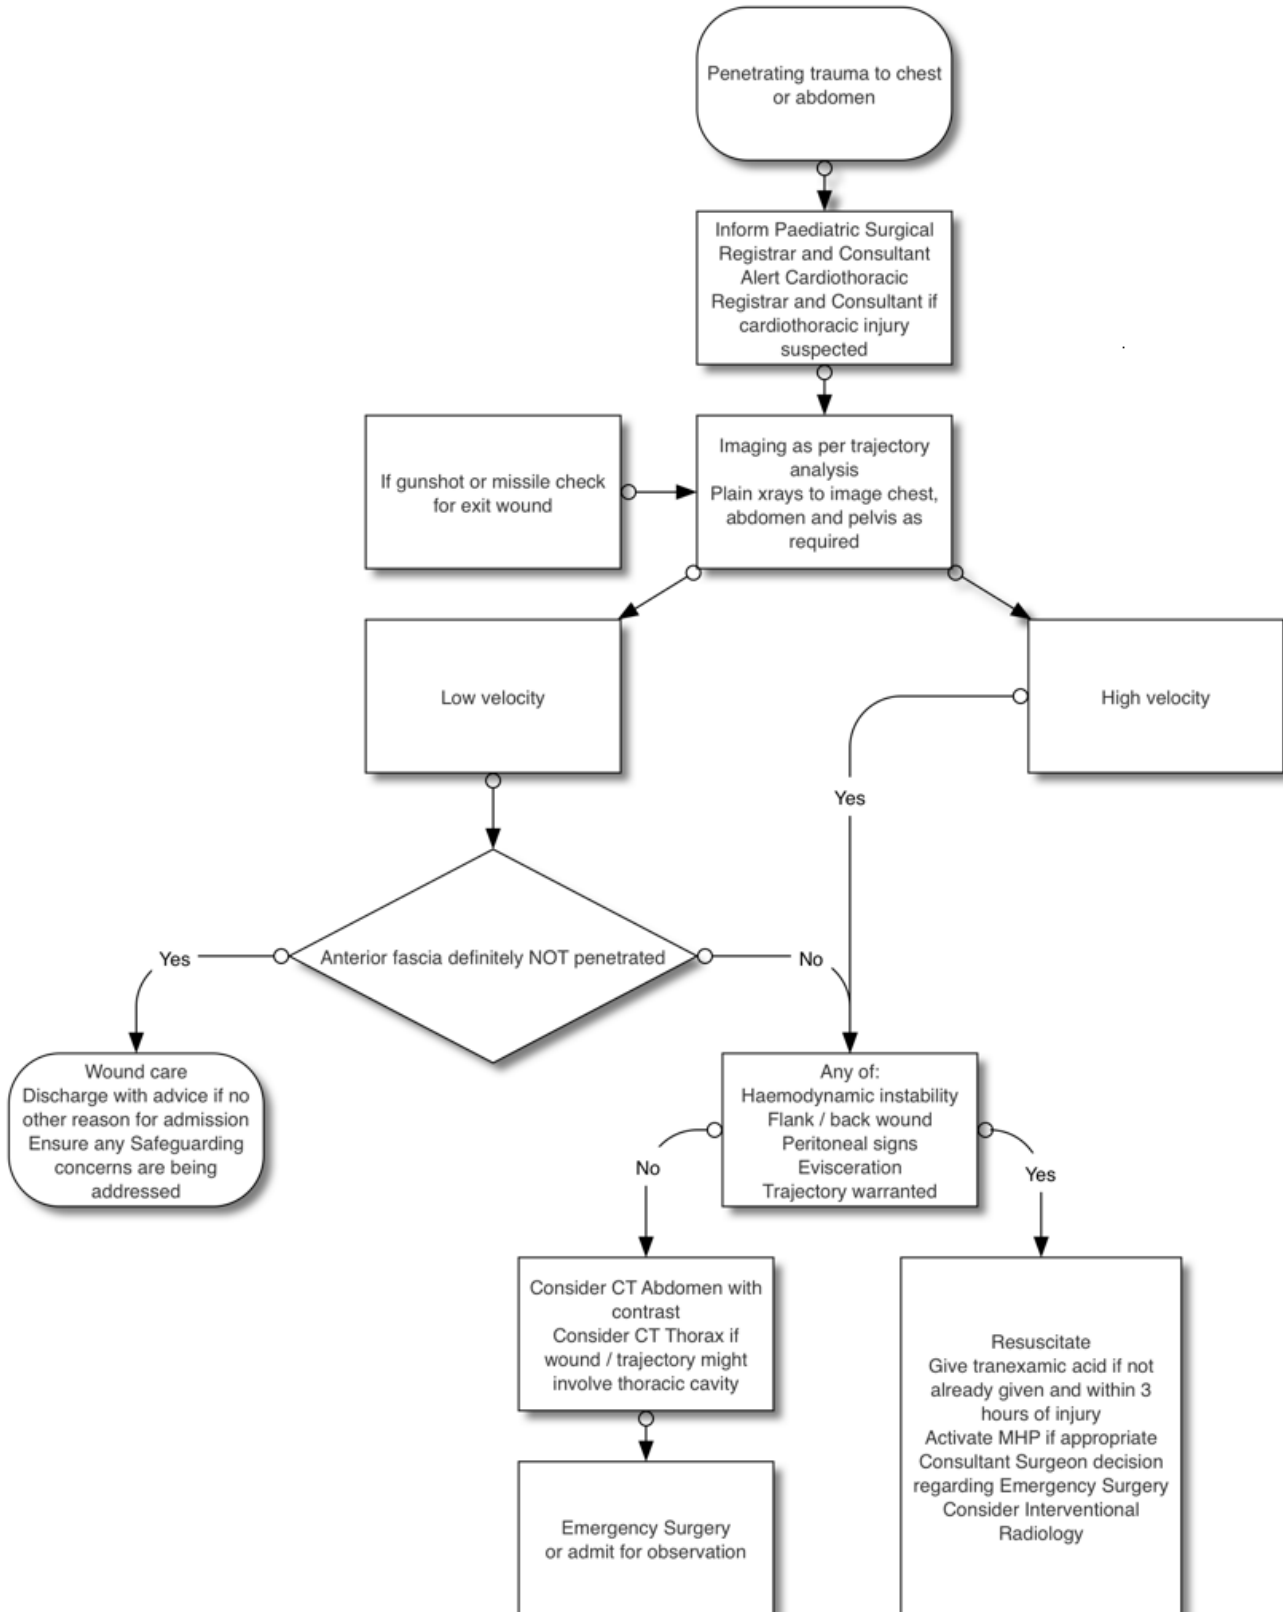 Penetrating trauma to chest
or abdomen
Inform Paediatric Surgical
Registrar and Consultant
Alert Cardiothoracic
Registrar and Consultant if
cardiothoracic injury
suspected
If gunshot or missile check
for exit wound
Imaging as per trajectory
analysis
Plain xrays to image chest,
abdomen and pelvis as
required
Low velocity
High velocity
Yes
Anterior fascia definitely NOT penetrated
Yes
No
Wound care
Discharge with advice if no
other reason for admission
Ensure any Safeguarding
concerns are being
addressed
Any of:
Haemodynamic instability
Flank / back wound
Peritoneal signs
Evisceration
Trajectory warranted
No
Yes
Consider CT Abdomen with
contrast
Consider CT Thorax if
wound / trajectory might
involve thoracic cavity
Resuscitate
Give tranexamic acid if not
already given and within 3
hours of injury
Activate MHP if appropriate
Consultant Surgeon decision
regarding Emergency Surgery
Consider Interventional
Radiology
Emergency Surgery
or admit for observation